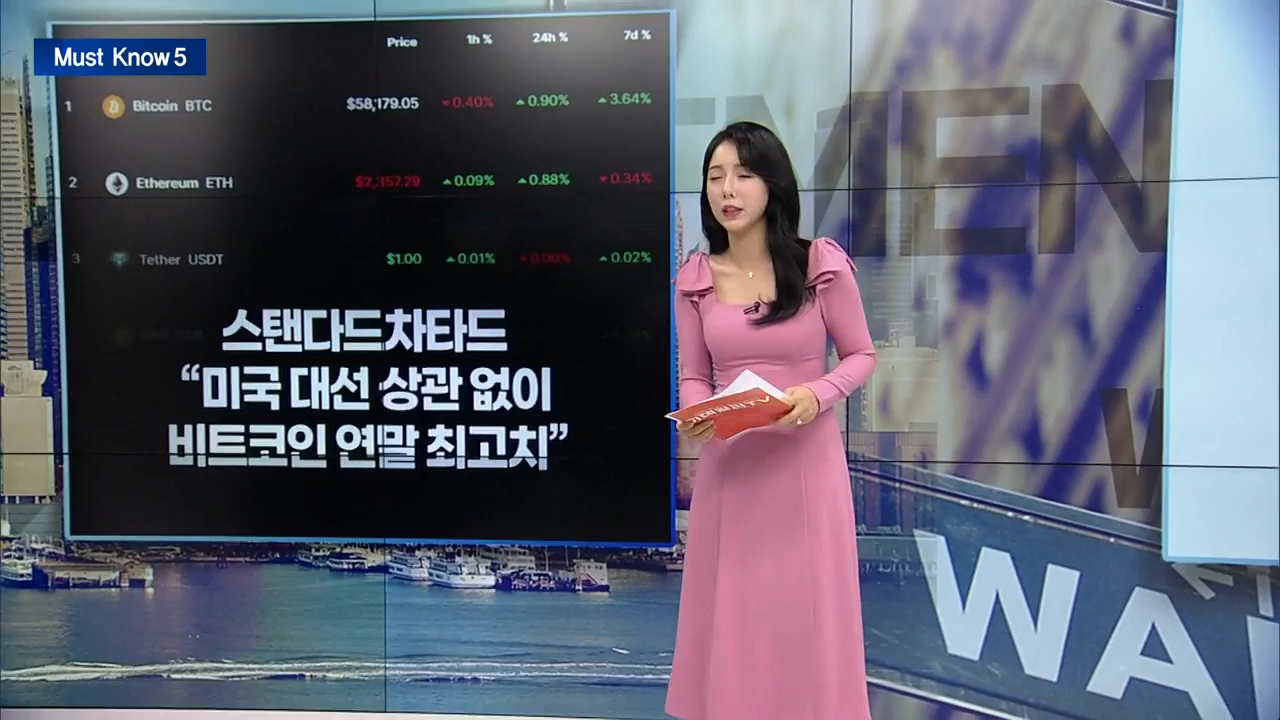 Must Know 5
Price 1h % 24h % 7d %
1 Bitcoin BTC $58,179.05 ▾0.40% ▴0.90% ▴3.64%
2 Ethereum ETH $2,357.29 ▴0.09% ▴0.88% ▾0.34%
3 Tether USDT $1.00 ▴0.01% ▾0.00% ▴0.02%
스탠다드차타드
“미국 대선 상관 없이
비트코인 연말 최고치”
WA